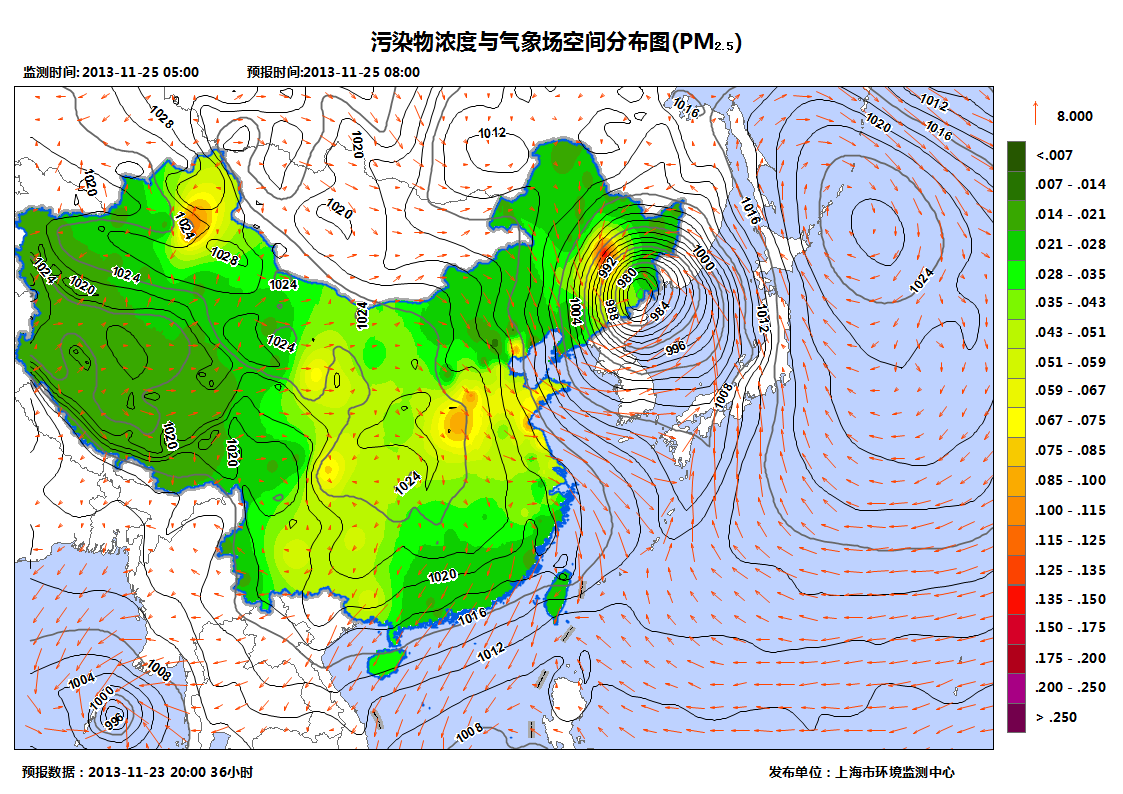 污染物浓度与气象场空间分布图(PM₂.₅)
监测时间: 2013-11-25 05:00 预报时间:2013-11-25 08:00
8.000
<.007
.007 - .014
.014 - .021
.021 - .028
.028 - .035
.035 - .043
.043 - .051
.051 - .059
.059 - .067
.067 - .075
.075 - .085
.085 - .100
.100 - .115
.115 - .125
.125 - .135
.135 - .150
.150 - .175
.175 - .200
.200 - .250
> .250
1016
1012
1028
1020
1016
1012
1020
1020
1020
1016
1024
1028
1000
1024
1024
1020
1024
992
980
1024
1024
1004
988
984
1012
1024
996
1008
1020
1020
1024
1020
1016
1012
1008
1004
1000
996
1008
预报数据：2013-11-23 20:00 36小时
发布单位：上海市环境监测中心